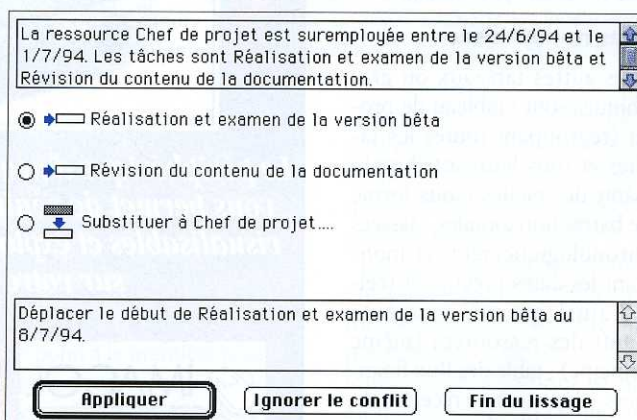 La ressource Chef de projet est suremployée entre le 24/6/94 et le
1/7/94. Les tâches sont Réalisation et examen de la version bêta et
Révision du contenu de la documentation.
Réalisation et examen de la version bêta
Révision du contenu de la documentation
Substituer à Chef de projet....
Déplacer le début de Réalisation et examen de la version bêta au
8/7/94.
Appliquer Ignorer le conflit Fin du lissage